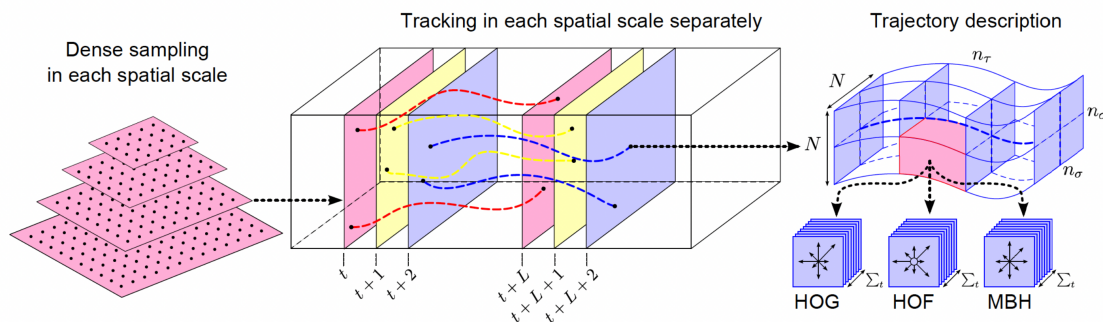 Dense sampling
in each spatial scale
Tracking in each spatial scale separately
t
t + 1
t + 2
t + L
t + L + 1
t + L + 2
Trajectory description
N
N
n_τ
n_σ
n_σ
Σ_t
Σ_t
Σ_t
HOG
HOF
MBH